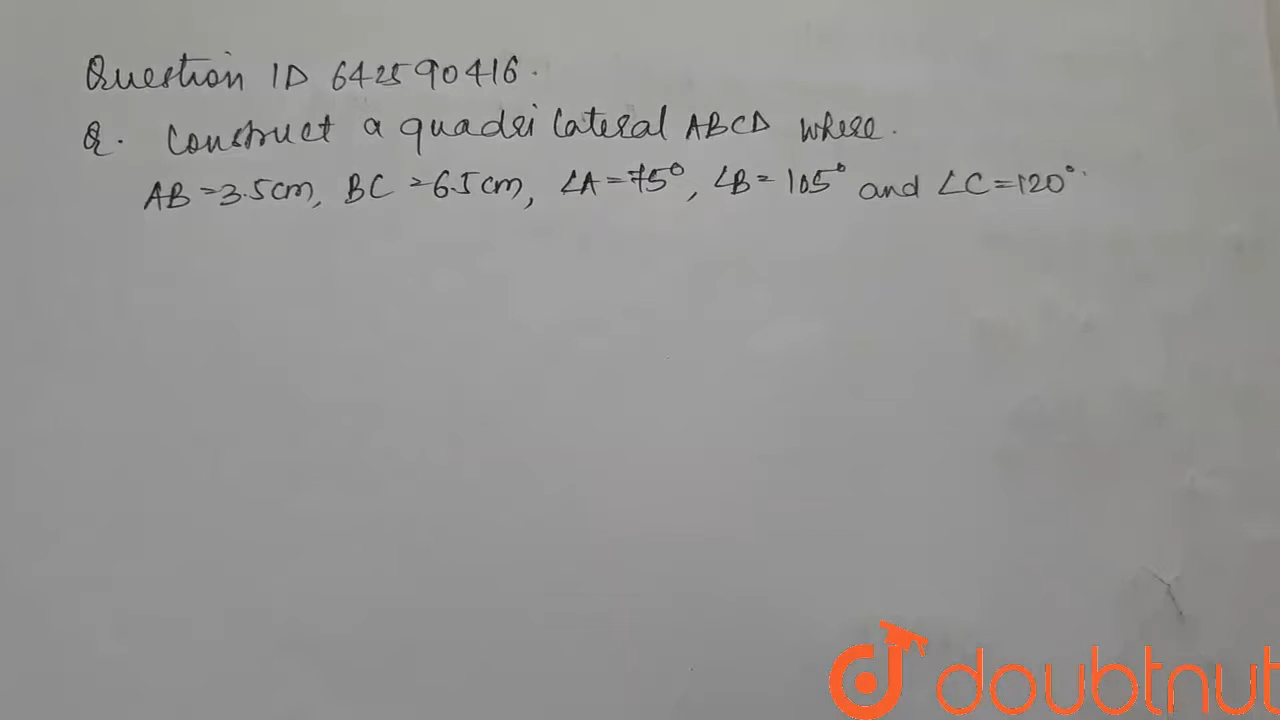 Question ID 642590416.
Q. Construct a quadrilateral ABCD where.
AB = 3.5cm, BC = 6.5cm, ∠A = 75°, ∠B = 105° and ∠C = 120°.
doubtnut